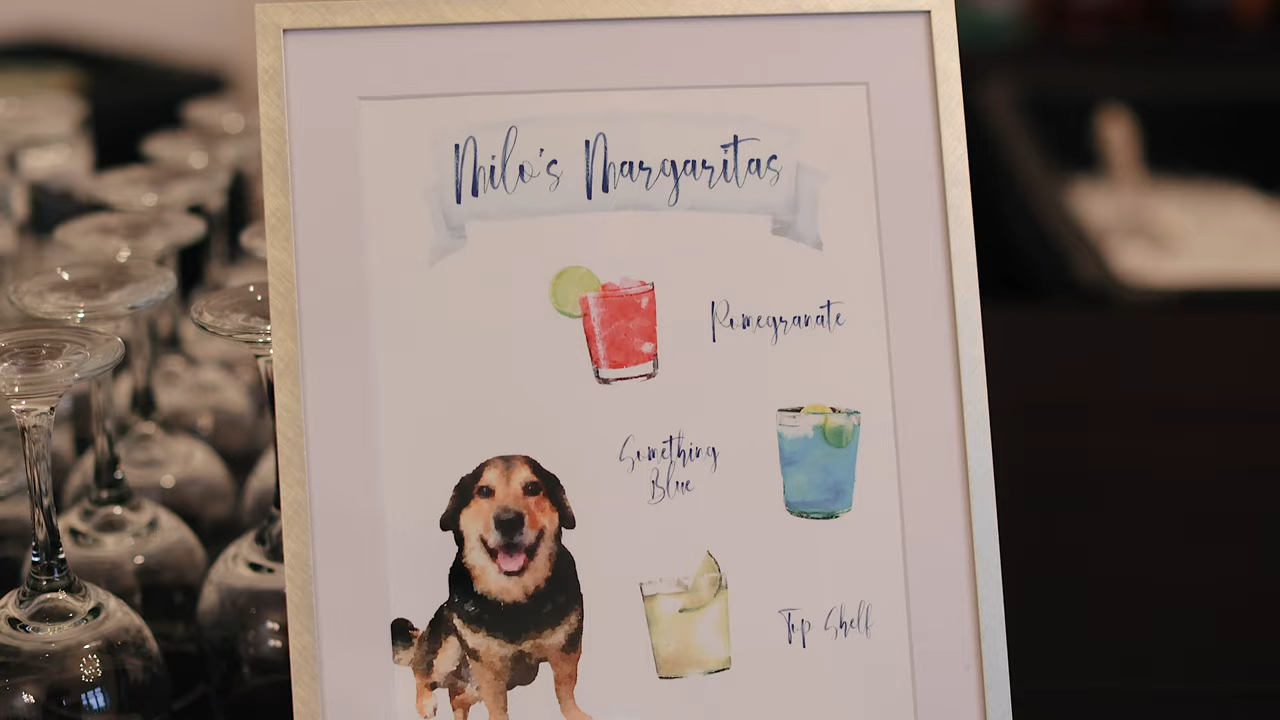 Milo's Margaritas
Pomegranate
Something
Blue
Top Shelf